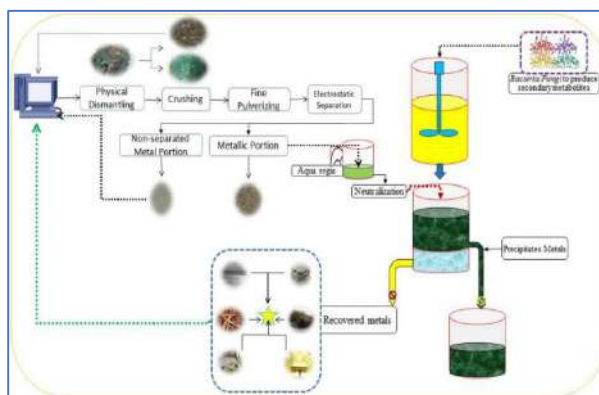 Bacteria Fungi to produce
secondary metabolites
Physical
Dismantling
Crushing
Fine
Pulverizing
Electrostatic
Separation
Non-separated
Metal Portion
Metallic Portion
Aqua regia
Neutralization
Precipitates Metals
Recovered metals